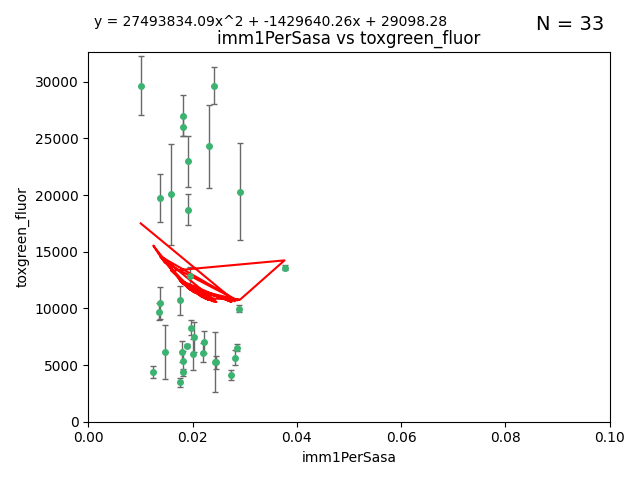 y = 27493834.09x^2 + -1429640.26x + 29098.28
N = 33
imm1PerSasa vs toxgreen_fluor
30000
25000
20000
15000
10000
5000
0
toxgreen_fluor
0.00 0.02 0.04 0.06 0.08 0.10
imm1PerSasa